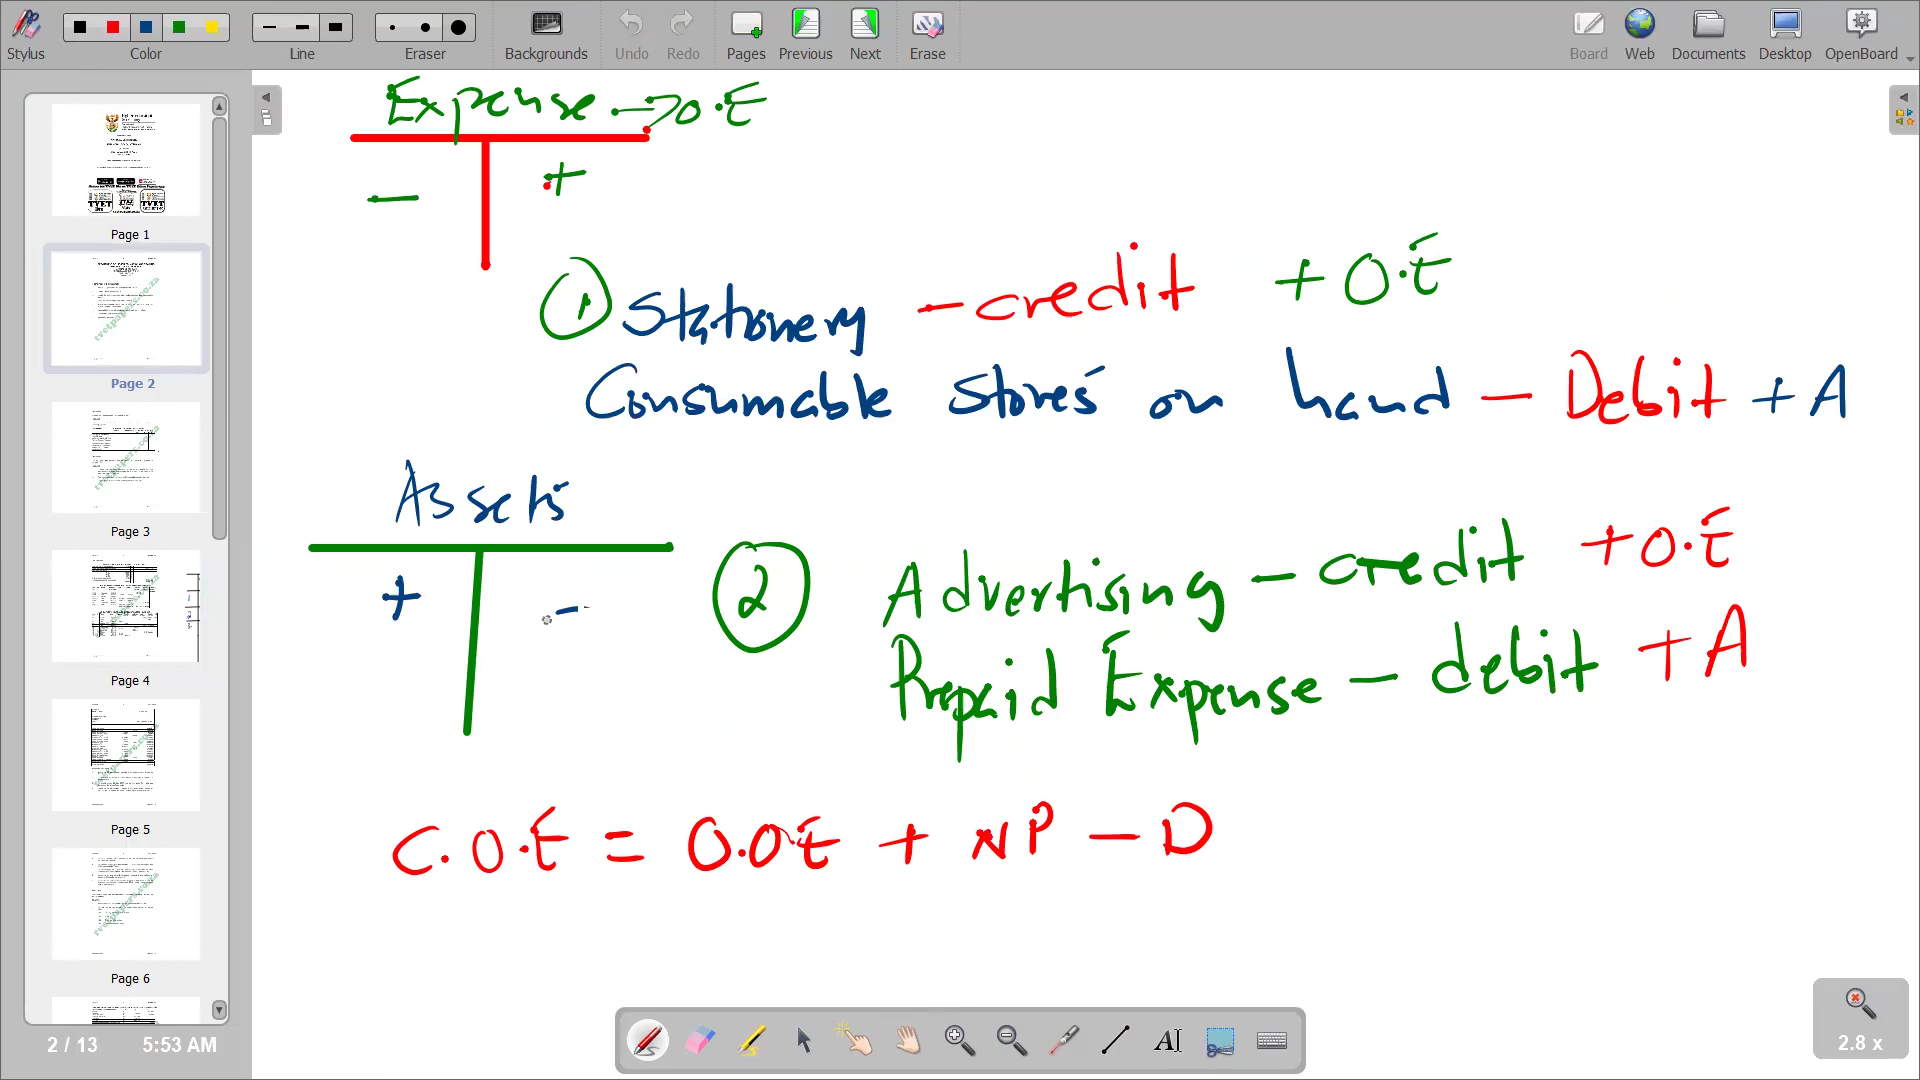 Stylus
Color
Line
Eraser
Backgrounds
Undo
Redo
Pages
Previous
Next
Erase
Board
Web
Documents
Desktop
OpenBoard
Page 1
Page 2
Page 3
Page 4
Page 5
Page 6
2 / 13
5:53 AM
Expense → O.E
- +
1 Stationery - credit + O.E
Consumable stores on hand - Debit + A
Assets
+ -
2 Advertising - credit + O.E
Prepaid Expense - debit + A
C.O.E = O.O.E + NP - D
2.8 x